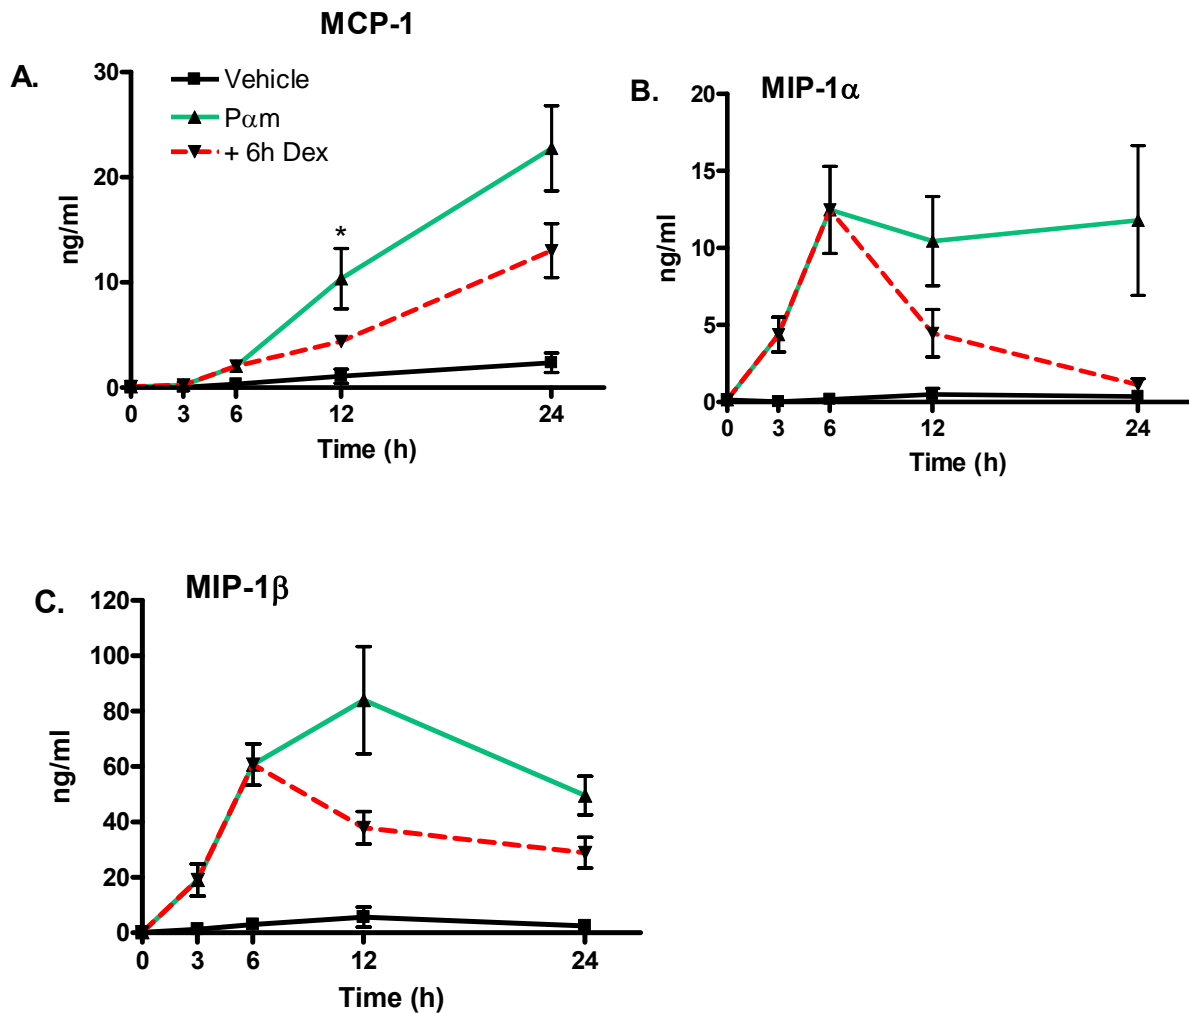 MCP-1
A.
30
20
10
0
ng/ml
Vehicle
Pαm
+ 6h Dex
*
0 3 6 12 24
Time (h)
B.
MIP-1α
20
15
10
5
0
ng/ml
0 3 6 12 24
Time (h)
C.
MIP-1β
120
100
80
60
40
20
0
ng/ml
0 3 6 12 24
Time (h)